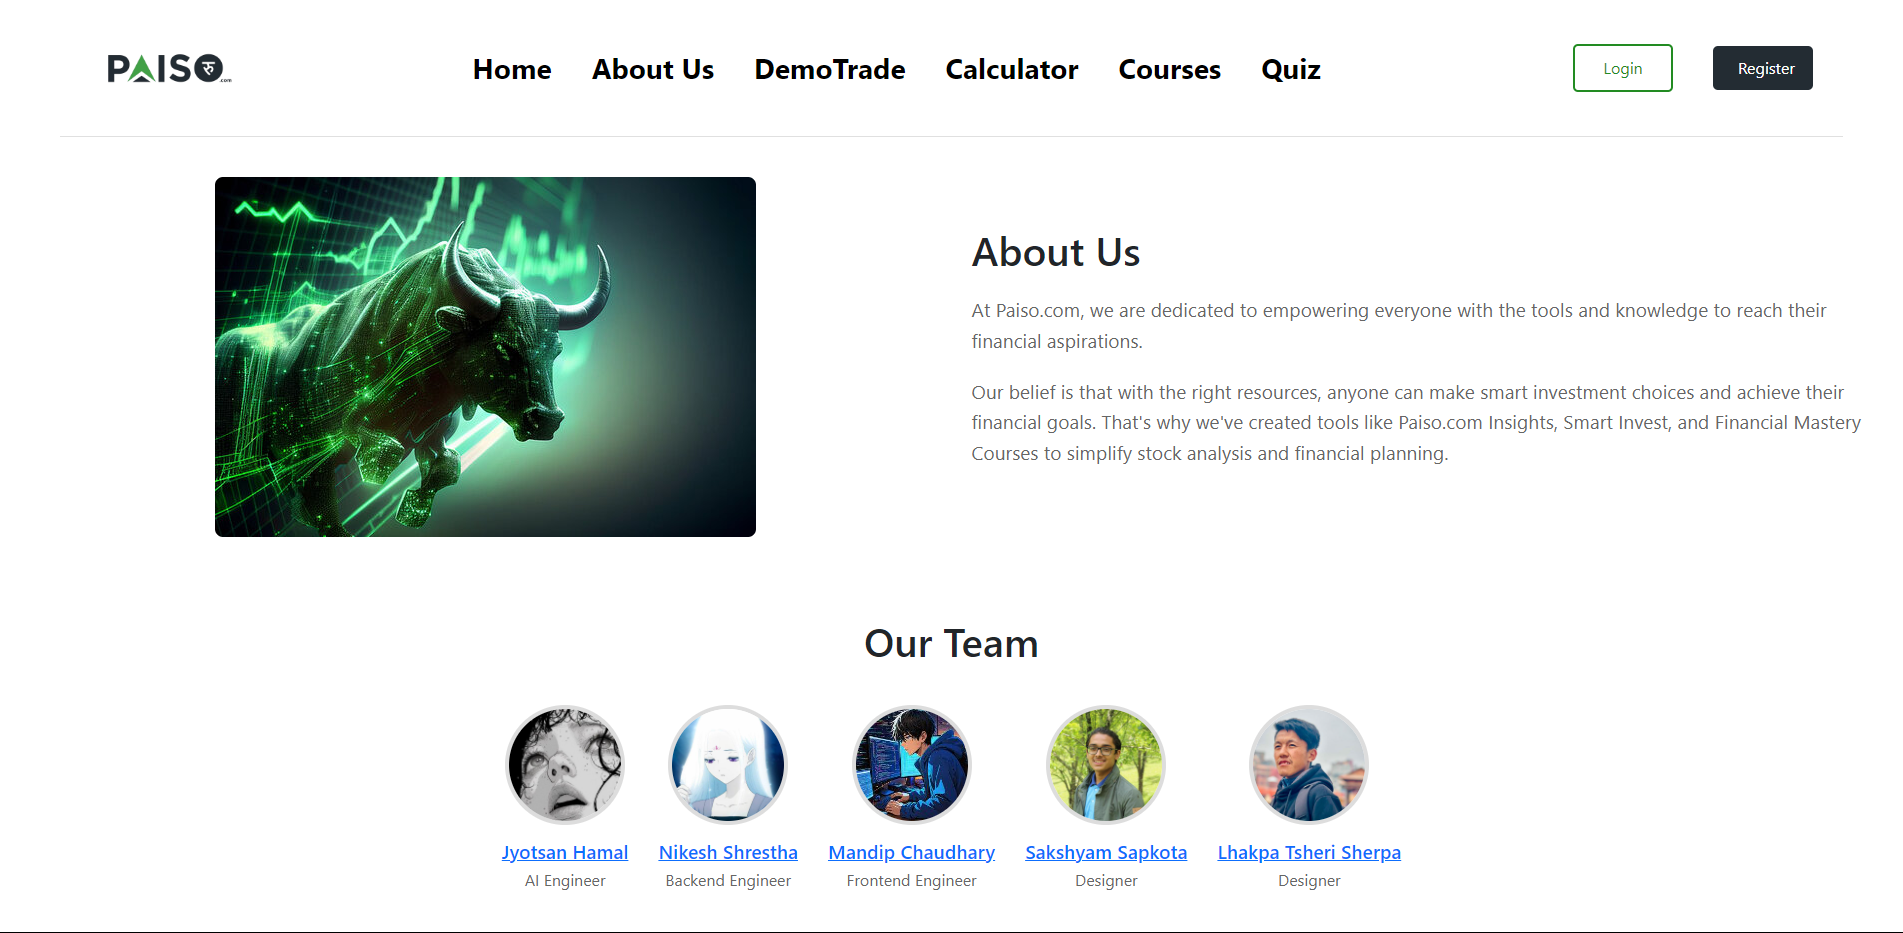 PAISरु.com
Home About Us DemoTrade Calculator Courses Quiz Login Register
About Us
At Paiso.com, we are dedicated to empowering everyone with the tools and knowledge to reach their
financial aspirations.
Our belief is that with the right resources, anyone can make smart investment choices and achieve their
financial goals. That's why we've created tools like Paiso.com Insights, Smart Invest, and Financial Mastery
Courses to simplify stock analysis and financial planning.
Our Team
Jyotsan Hamal Nikesh Shrestha Mandip Chaudhary Sakshyam Sapkota Lhakpa Tsheri Sherpa
AI Engineer Backend Engineer Frontend Engineer Designer Designer